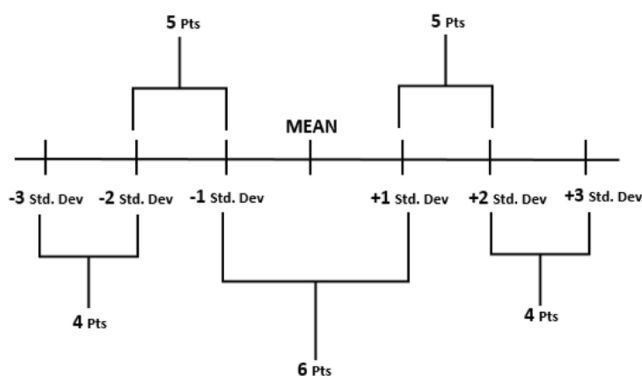 5 Pts
5 Pts
MEAN
-3 Std. Dev
-2 Std. Dev
-1 Std. Dev
+1 Std. Dev
+2 Std. Dev
+3 Std. Dev
4 Pts
4 Pts
6 Pts